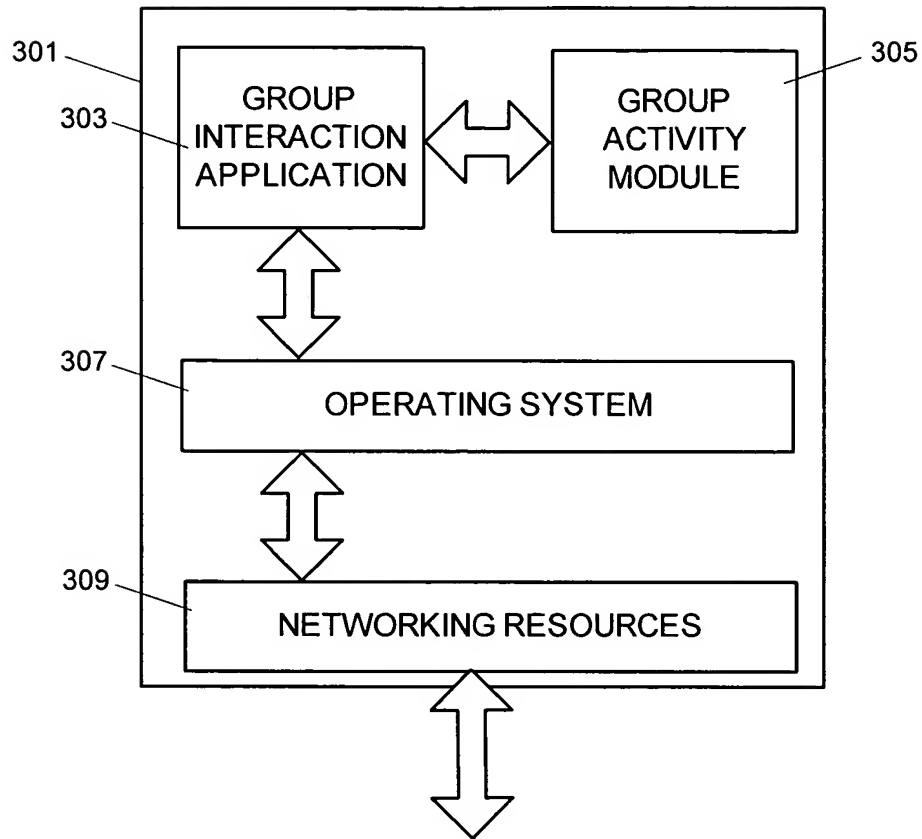 301
303
GROUP
INTERACTION
APPLICATION
305
GROUP
ACTIVITY
MODULE
307
OPERATING SYSTEM
309
NETWORKING RESOURCES